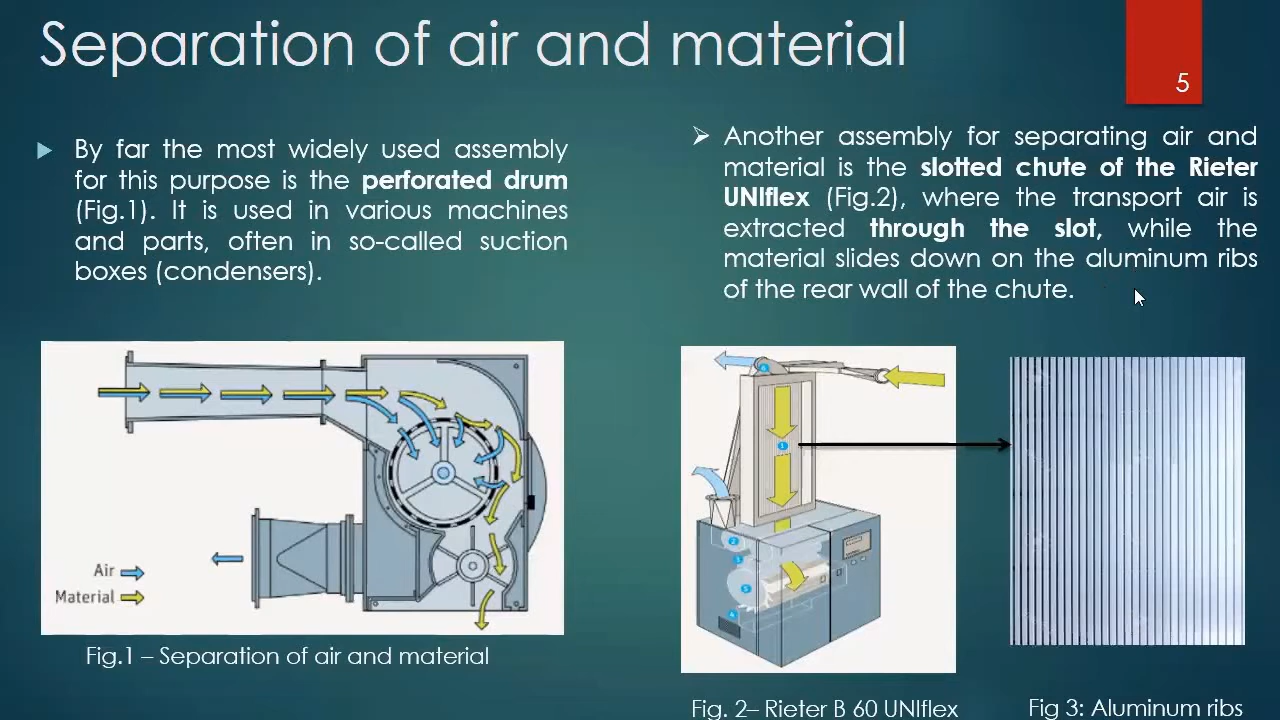 Separation of air and material
5
By far the most widely used assembly
for this purpose is the perforated drum
(Fig.1). It is used in various machines
and parts, often in so-called suction
boxes (condensers).
Another assembly for separating air and
material is the slotted chute of the Rieter
UNIflex (Fig.2), where the transport air is
extracted through the slot, while the
material slides down on the aluminum ribs
of the rear wall of the chute.
Air
Material
Fig.1 – Separation of air and material
1
2
3
5
4
Fig. 2– Rieter B 60 UNIflex
Fig 3: Aluminum ribs